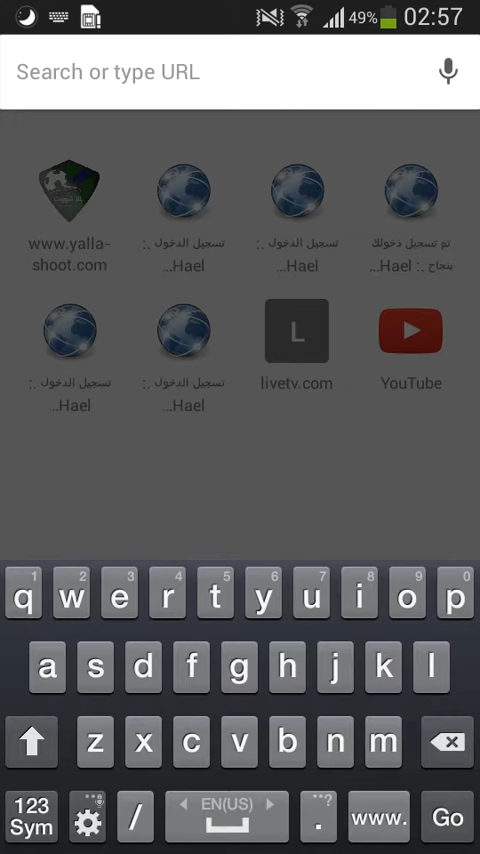 49% 02:57
Search or type URL
يلا شووت
www.yalla-
shoot.com
تسجيل الدخول .:
Hael...
تسجيل الدخول .:
Hael...
تم تسجيل دخولك
بنجاح .: Hael...
تسجيل الدخول .:
Hael...
تسجيل الدخول .:
Hael...
L
livetv.com
YouTube
1 2 3 4 5 6 7 8 9 0
q w e r t y u i o p
a s d f g h j k l
z x c v b n m
123
Sym
/
EN(US)
,,?
.
www.
Go